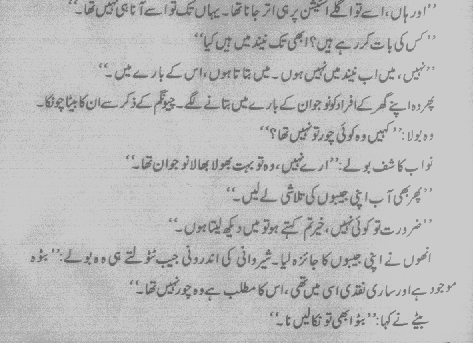 ”اور ہاں، اسے تو اگلے اسٹیشن پر ہی اتر جانا تھا۔ یہاں تک تو اسے آنا ہی نہیں تھا۔“
”کس کی بات کر رہے ہیں؟ ابھی تک نیند میں ہیں کیا“
”نہیں، میں اب نیند میں نہیں ہوں۔ میں بتاتا ہوں، اس کے بارے میں۔“
پھر وہ اپنے گھر کے افراد کو نوجوان کے بارے میں بتانے لگے۔ چیونگم کے ذکر سے ان کا بیٹا چونکا۔
وہ بولا: ”کہیں وہ کوئی چور تو نہیں تھا؟“
نواب کاشف بولے: ”ارے نہیں، وہ تو بہت بھولا بھالا نوجوان تھا۔“
”پھر بھی آپ اپنی جیبوں کی تلاشی لے لیں۔“
”ضرورت تو کوئی نہیں، خیر تم کہتے ہو تو میں دیکھ لیتا ہوں۔“
انھوں نے اپنی جیبوں کا جائزہ لیا۔ شیروانی کی اندرونی جیب ٹٹولتے ہی وہ بولے: ”بٹوہ
موجود ہے اور ساری نقدی اسی میں تھی، اس کا مطلب ہے وہ چور نہیں تھا۔“
بیٹے نے کہا: ”بٹوا بھی تو نکالیں نا۔“